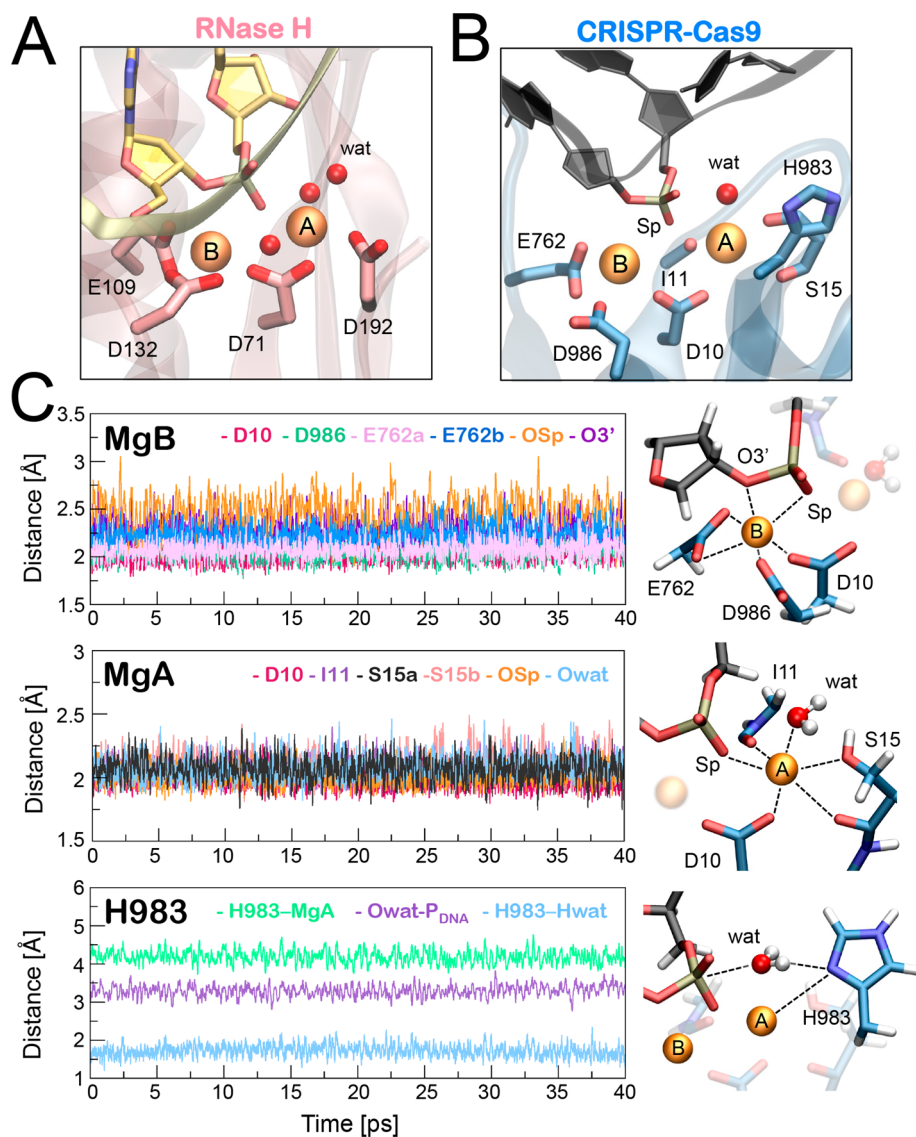 A
RNase H
wat
A
B
E109
D132
D71
D192
B
CRISPR-Cas9
wat
H983
Sp
E762
B
A
I11
S15
D986
D10
C
MgB
- D10 - D986 - E762a - E762b - OSp - O3’
Distance [Å]
3.5
3
2.5
2
1.5
0 5 10 15 20 25 30 35 40
O3’
Sp
B
E762
D10
D986
MgA
- D10 - I11 - S15a - S15b - OSp - Owat
Distance [Å]
3
2.5
2
1.5
0 5 10 15 20 25 30 35 40
I11
wat
S15
Sp
A
D10
H983
- H983–MgA - Owat-PDNA - H983–Hwat
Distance [Å]
6
5
4
3
2
1
0 5 10 15 20 25 30 35 40
Time [ps]
wat
A
H983
B